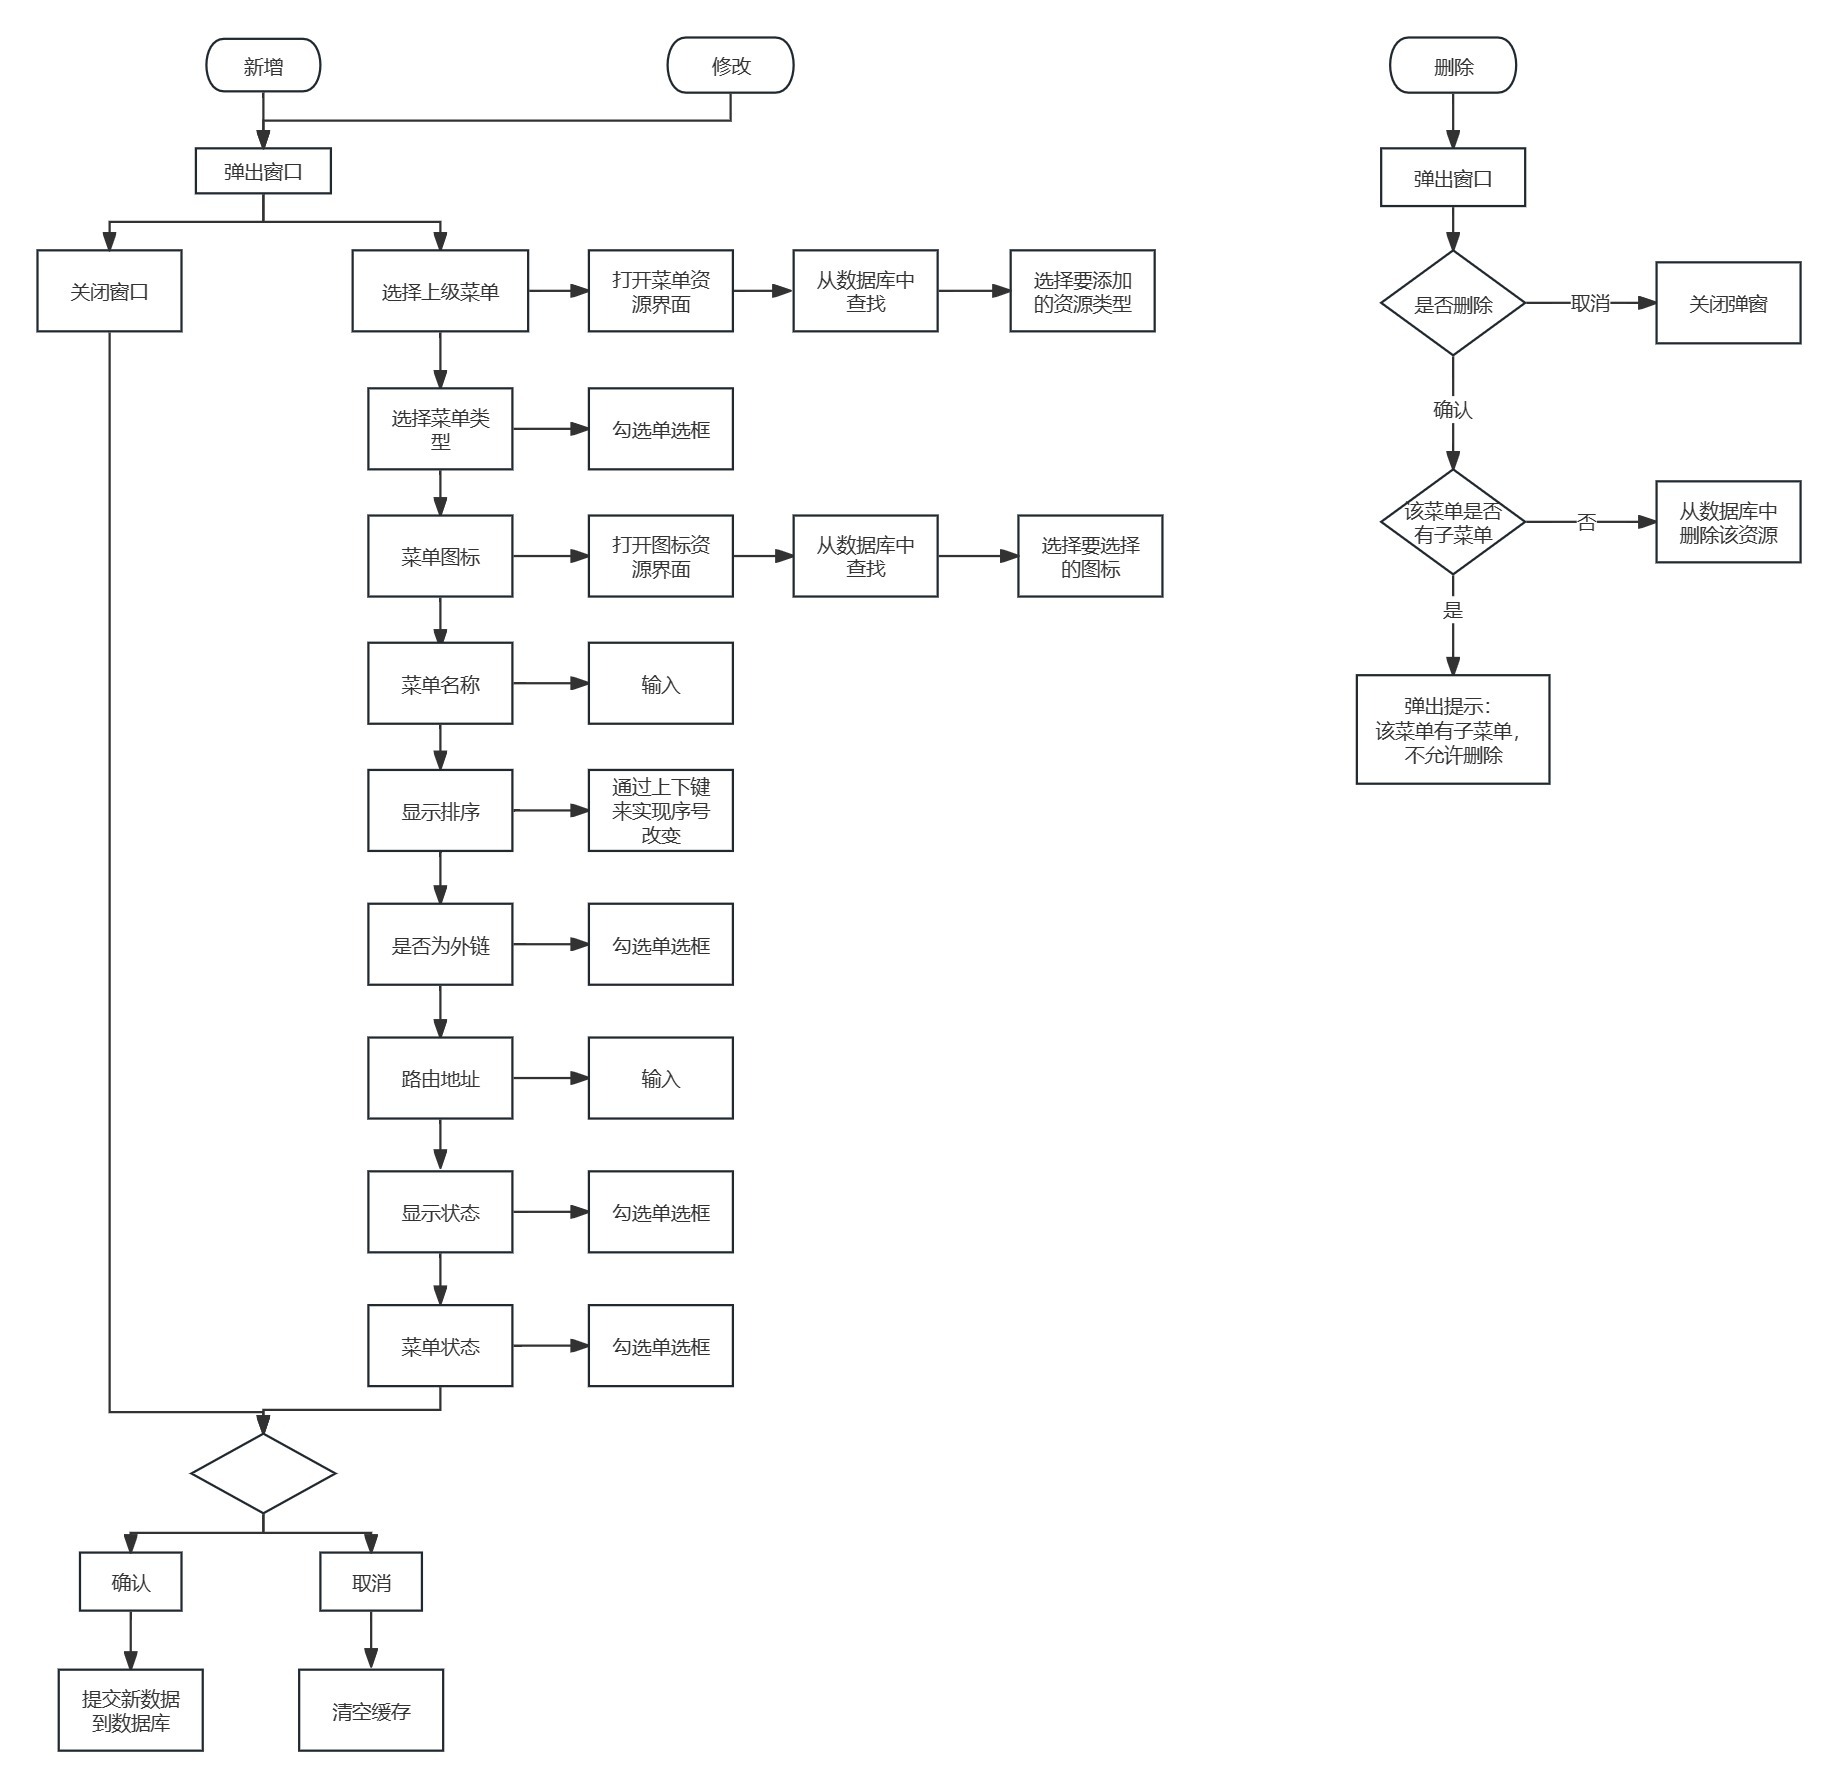 新增
修改
删除
弹出窗口
弹出窗口
关闭窗口
选择上级菜单
打开菜单资
源界面
从数据库中
查找
选择要添加
的资源类型
是否删除
取消
关闭弹窗
确认
选择菜单类
型
勾选单选框
菜单图标
打开图标资
源界面
从数据库中
查找
选择要选择
的图标
该菜单是否
有子菜单
否
从数据库中
删除该资源
是
菜单名称
输入
弹出提示：
该菜单有子菜单，
不允许删除
显示排序
通过上下键
来实现序号
改变
是否为外链
勾选单选框
路由地址
输入
显示状态
勾选单选框
菜单状态
勾选单选框
确认
取消
提交新数据
到数据库
清空缓存